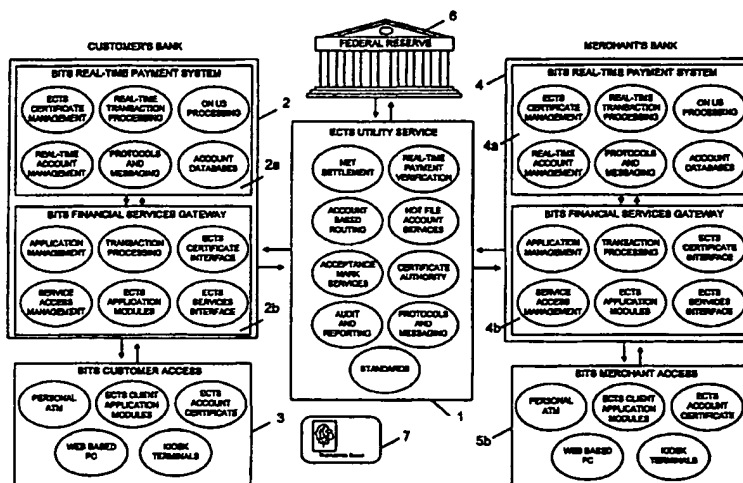 6
FEDERAL RESERVE
CUSTOMER'S BANK
BITS REAL-TIME PAYMENT SYSTEM
ECTS
CERTIFICATE
MANAGEMENT
REAL-TIME
TRANSACTION
PROCESSING
ON US
PROCESSING
REAL-TIME
ACCOUNT
MANAGEMENT
PROTOCOLS
AND
MESSAGING
ACCOUNT
DATABASES
2
2a
BITS FINANCIAL SERVICES GATEWAY
APPLICATION
MANAGEMENT
TRANSACTION
PROCESSING
ECTS
CERTIFICATE
INTERFACE
SERVICE
ACCESS
MANAGEMENT
ECTS
APPLICATION
MODULES
ECTS
SERVICES
INTERFACE
2b
BITS CUSTOMER ACCESS
PERSONAL
ATM
ECTS CLIENT
APPLICATION
MODULES
ECTS
ACCOUNT
CERTIFICATE
WEB BASED
PC
KIOSK
TERMINALS
3
ECTS UTILITY SERVICE
NET
SETTLEMENT
REAL-TIME
PAYMENT
VERIFICATION
ACCOUNT
BASED
ROUTING
HOT FILE
ACCOUNT
SERVICES
ACCEPTANCE
MARK
SERVICES
CERTIFICATE
AUTHORITY
AUDIT
AND
REPORTING
PROTOCOLS
AND
MESSAGING
STANDARDS
1
7
MERCHANT'S BANK
4
BITS REAL-TIME PAYMENT SYSTEM
ECTS
CERTIFICATE
MANAGEMENT
REAL-TIME
TRANSACTION
PROCESSING
ON US
PROCESSING
4a
REAL-TIME
ACCOUNT
MANAGEMENT
PROTOCOLS
AND
MESSAGING
ACCOUNT
DATABASES
BITS FINANCIAL SERVICES GATEWAY
APPLICATION
MANAGEMENT
TRANSACTION
PROCESSING
ECTS
CERTIFICATE
INTERFACE
4b
SERVICE
ACCESS
MANAGEMENT
ECTS
APPLICATION
MODULES
ECTS
SERVICES
INTERFACE
BITS MERCHANT ACCESS
PERSONAL
ATM
ECTS CLIENT
APPLICATION
MODULES
ECTS
ACCOUNT
CERTIFICATE
5b
WEB BASED
PC
KIOSK
TERMINALS